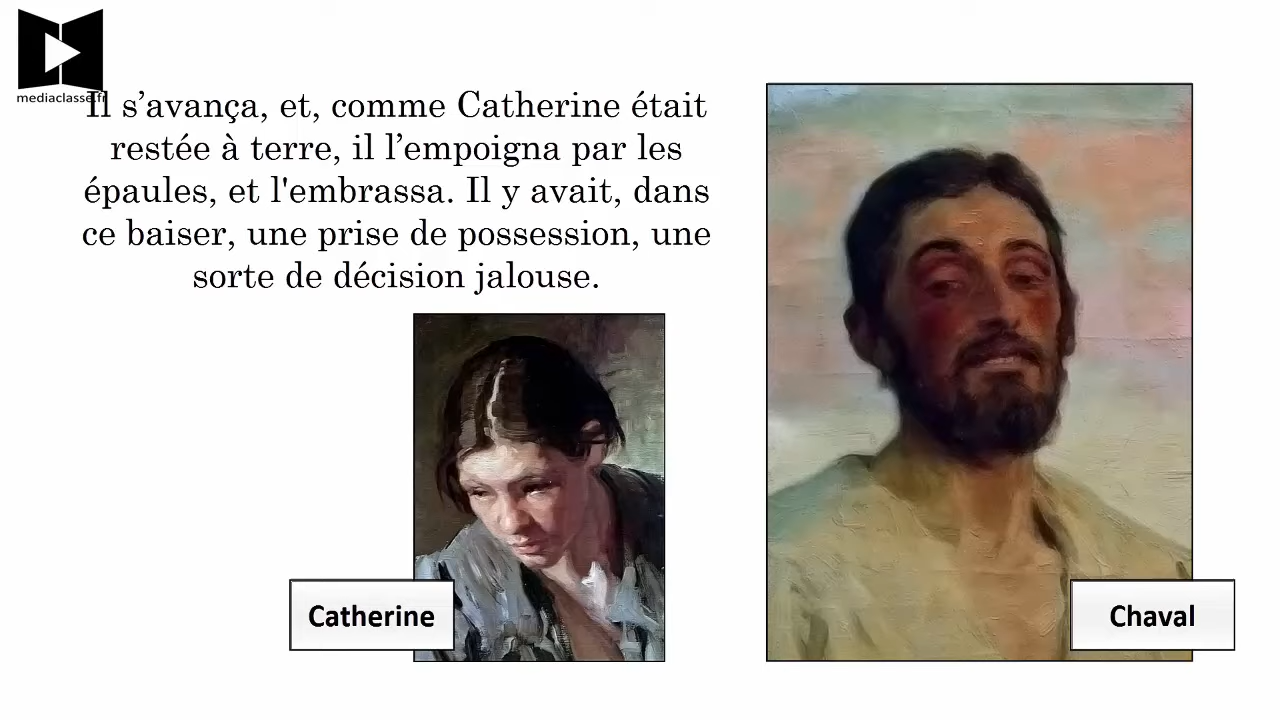 mediaclasse.fr
Il s’avança, et, comme Catherine était
restée à terre, il l’empoigna par les
épaules, et l'embrassa. Il y avait, dans
ce baiser, une prise de possession, une
sorte de décision jalouse.
Catherine
Chaval